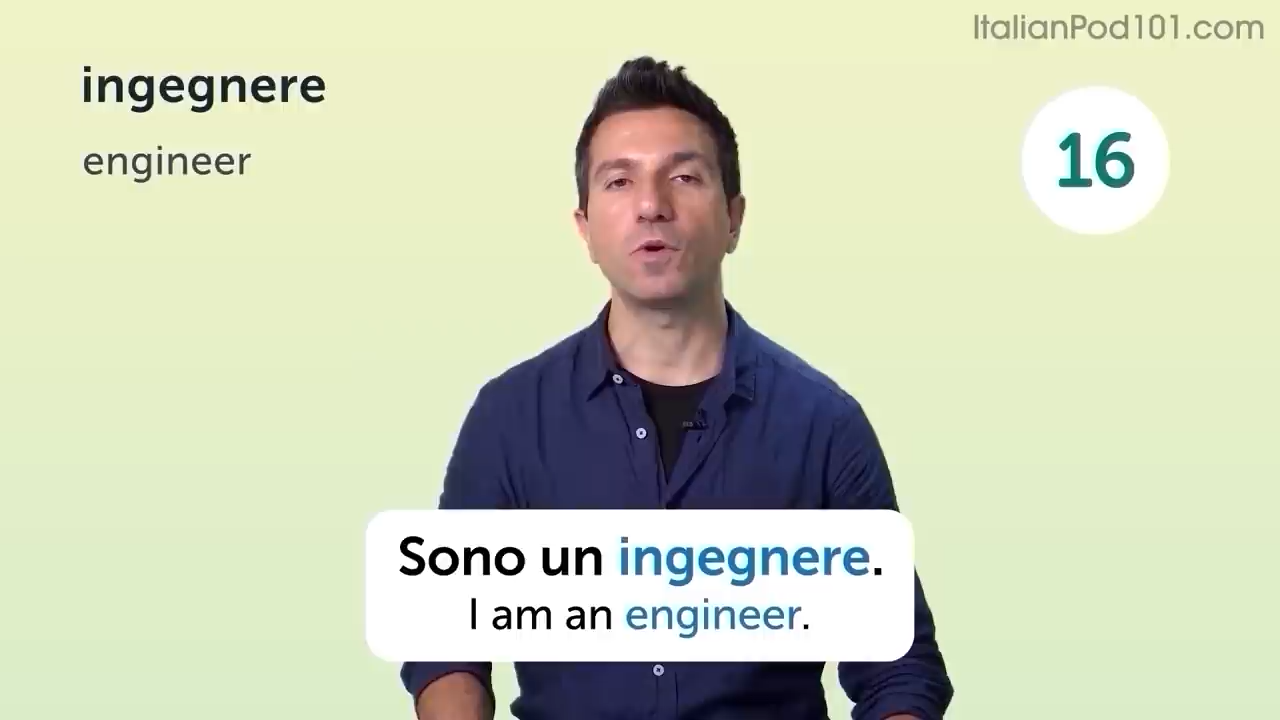 ItalianPod101.com
ingegnere
engineer
16
Sono un ingegnere.
I am an engineer.